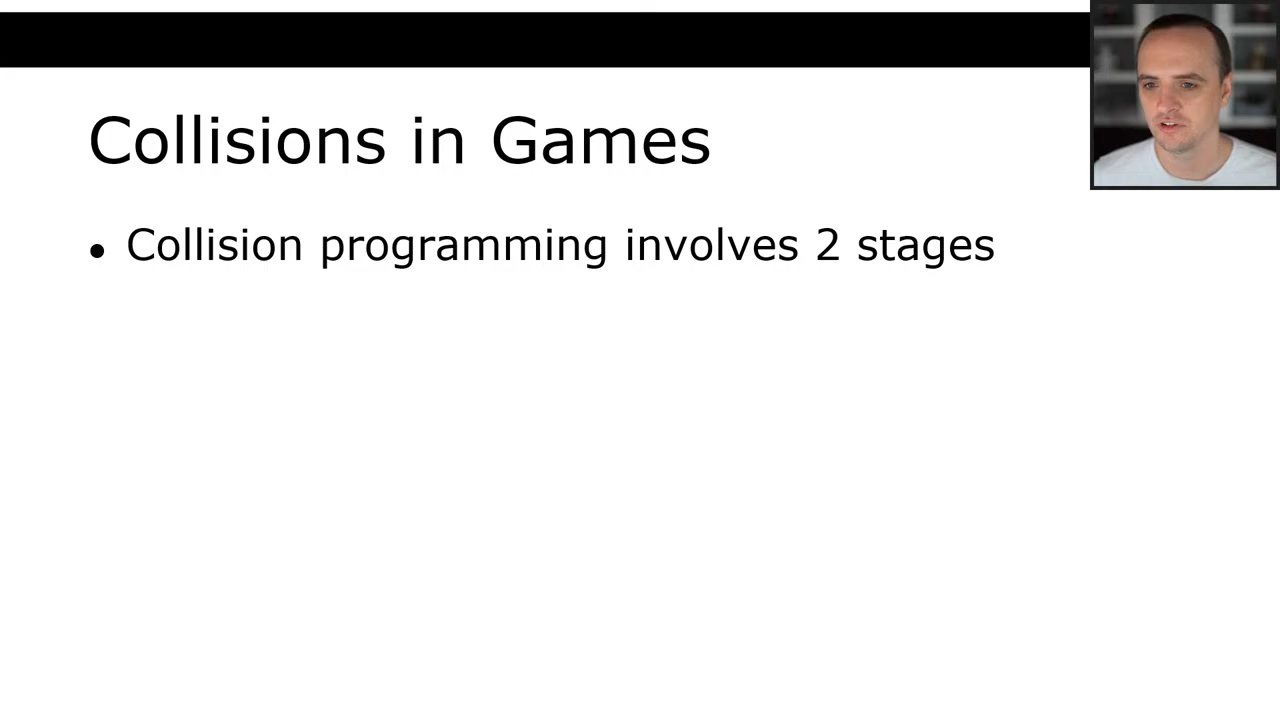 Collisions in Games
• Collision programming involves 2 stages